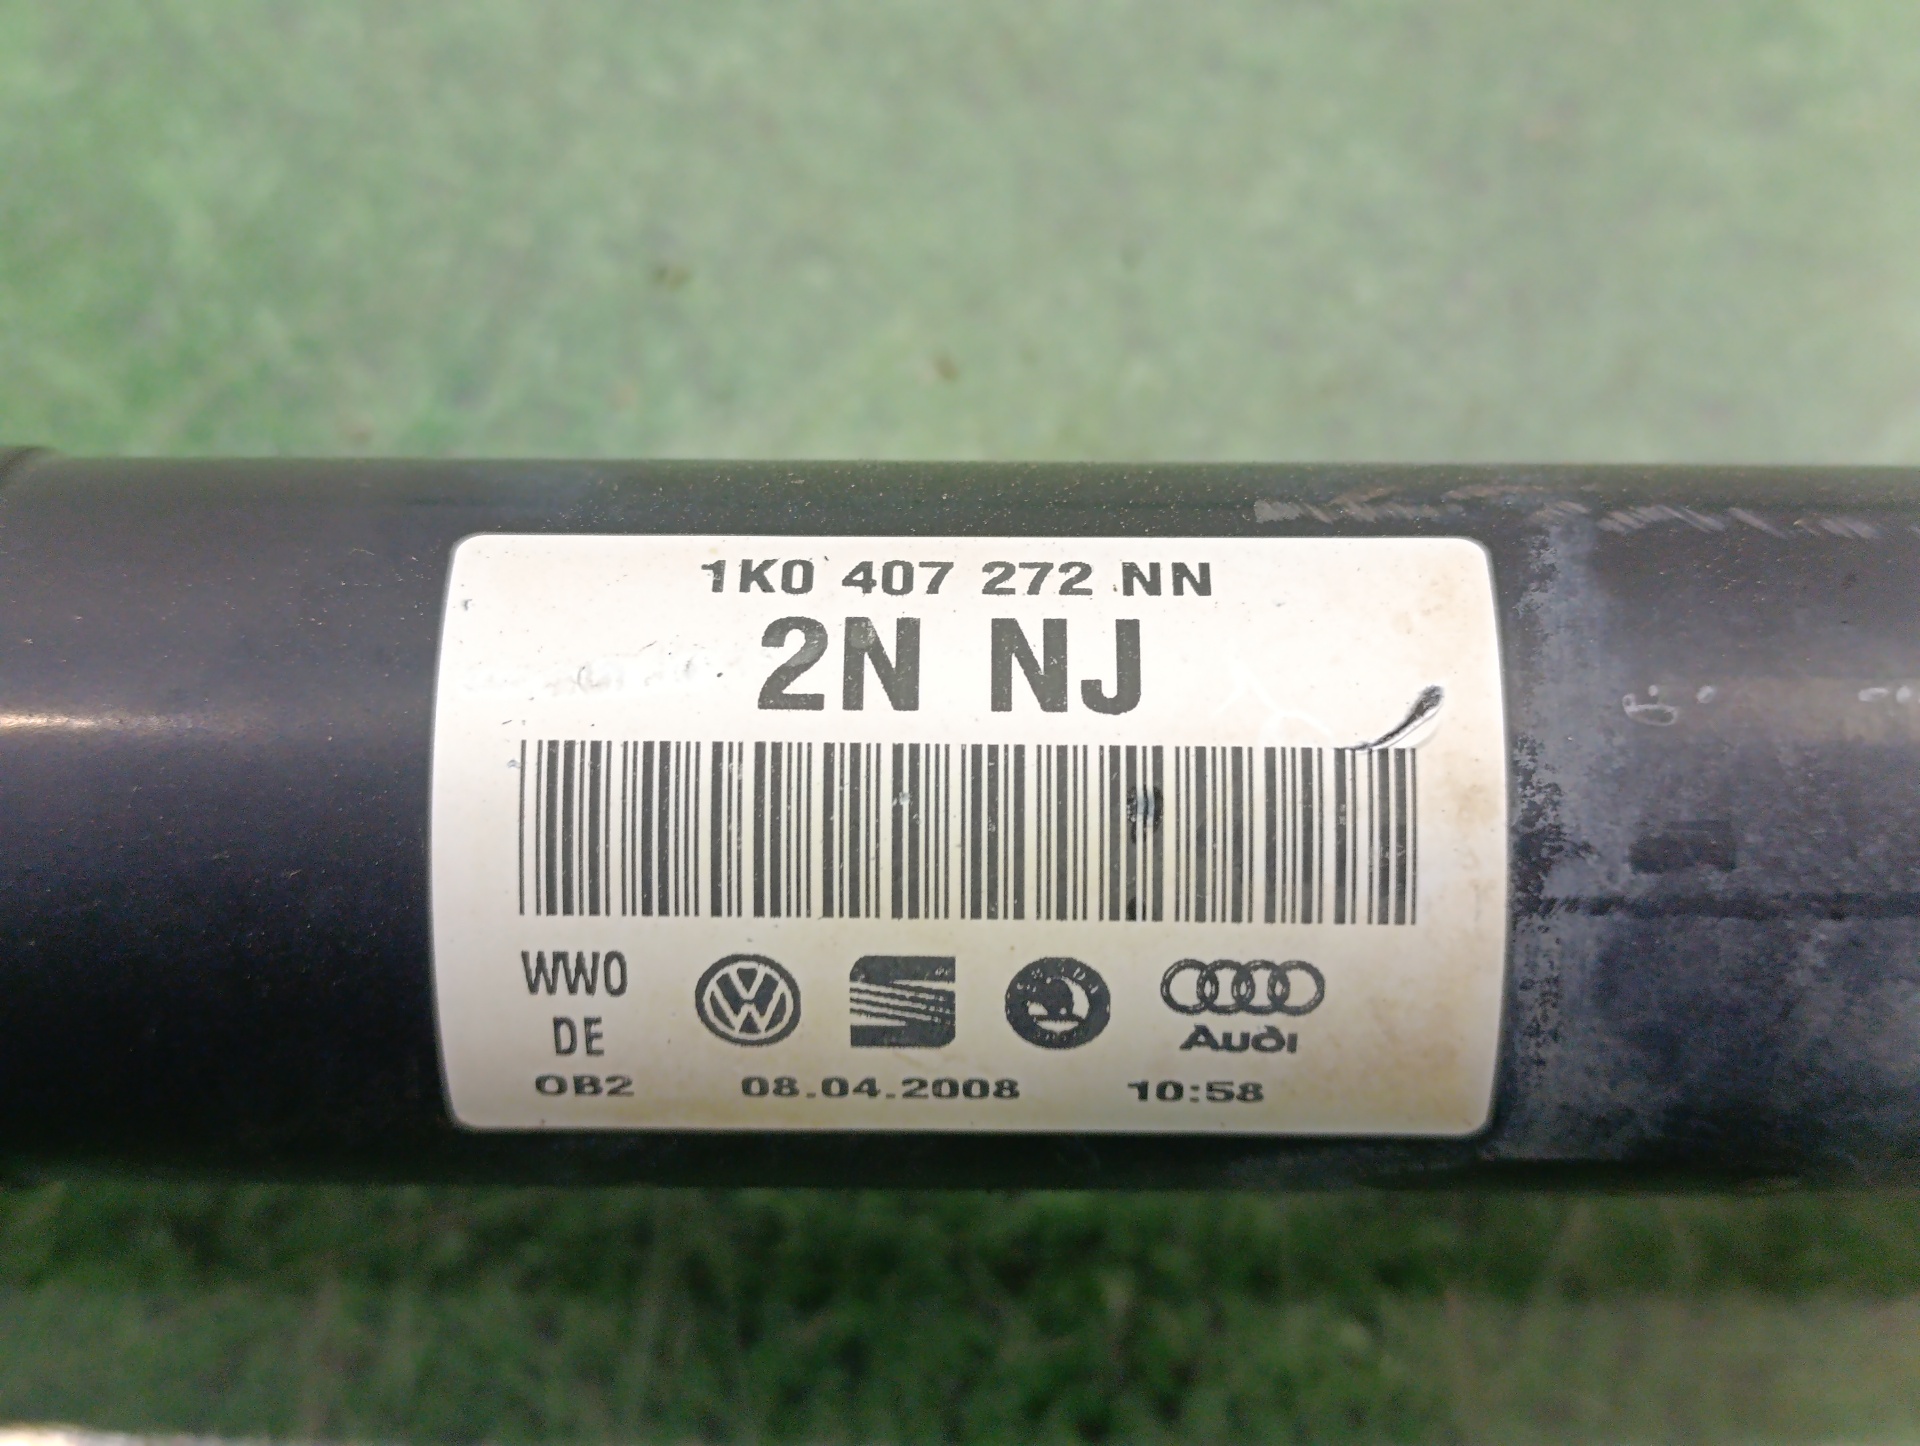 1K0 407 272 NN
2N NJ
WW0
DE
OB2
Audi
08.04.2008
10:58